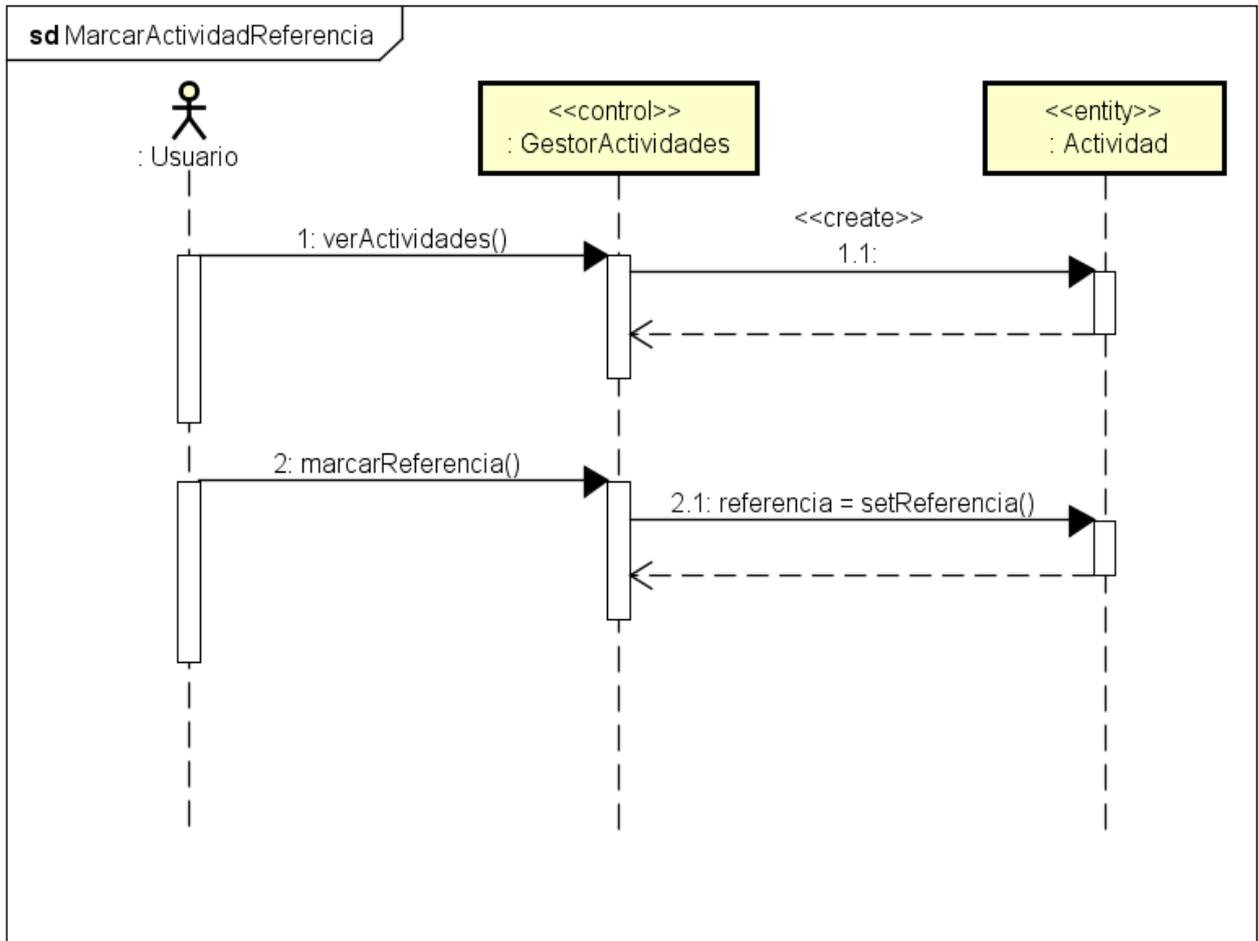 sd MarcarActividadReferencia
: Usuario
<<control>>
: GestorActividades
<<entity>>
: Actividad
1: verActividades()
<<create>>
1.1:
2: marcarReferencia()
2.1: referencia = setReferencia()